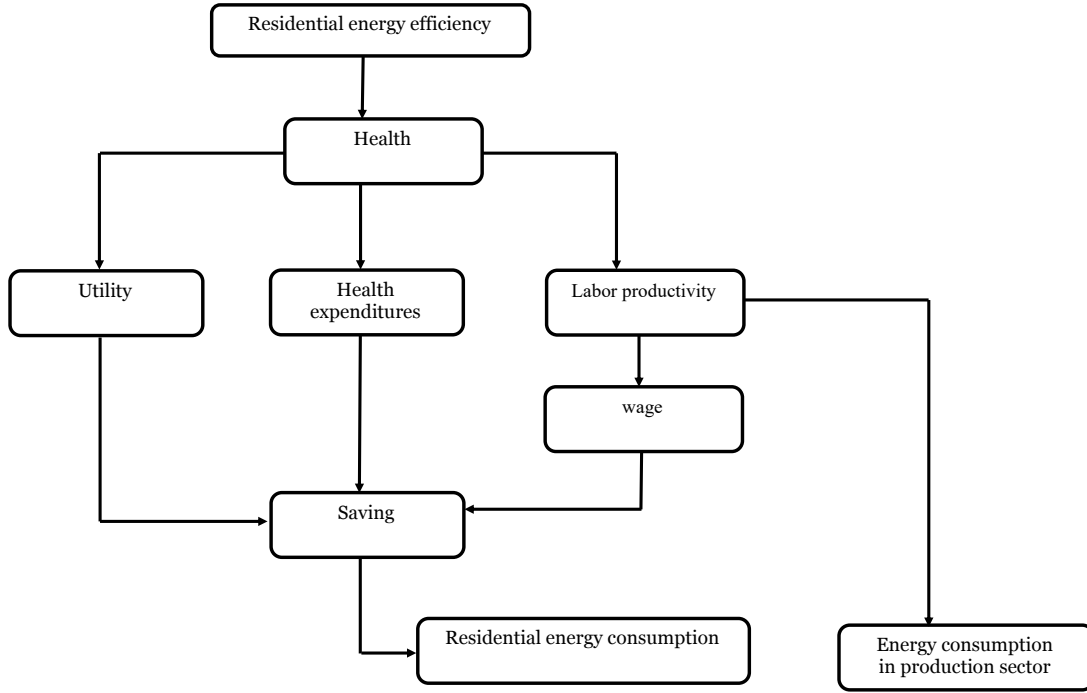 Residential energy efficiency
Health
Utility
Health
expenditures
Labor productivity
wage
Saving
Residential energy consumption
Energy consumption
in production sector